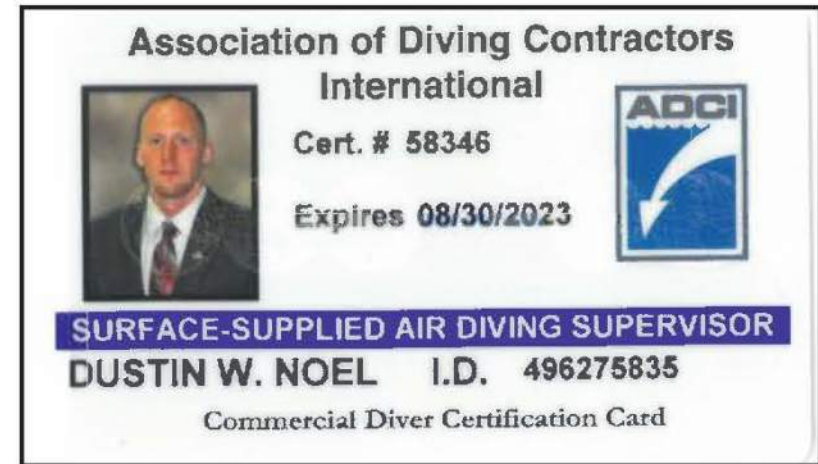 Association of Diving Contractors
International
ADCI
Cert. # 58346
Expires 08/30/2023
SURFACE-SUPPLIED AIR DIVING SUPERVISOR
DUSTIN W. NOEL I.D. 496275835
Commercial Diver Certification Card